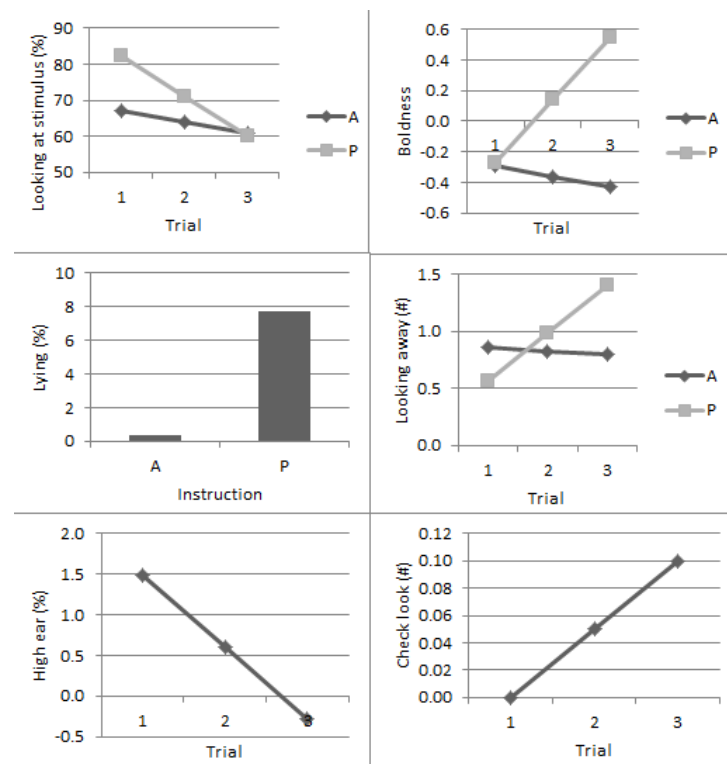 Looking at stimulus (%)
90
80
70
60
50
1 2 3
Trial
A
P
Boldness
0.6
0.4
0.2
0.0
-0.2
-0.4
-0.6
1 2 3
Trial
A
P
Lying (%)
10
8
6
4
2
0
A P
Instruction
Looking away (#)
1.5
1.0
0.5
0.0
1 2 3
Trial
A
P
High ear (%)
2.0
1.5
1.0
0.5
0.0
-0.5
1 2 3
Trial
Check look (#)
0.12
0.10
0.08
0.06
0.04
0.02
0.00
1 2 3
Trial